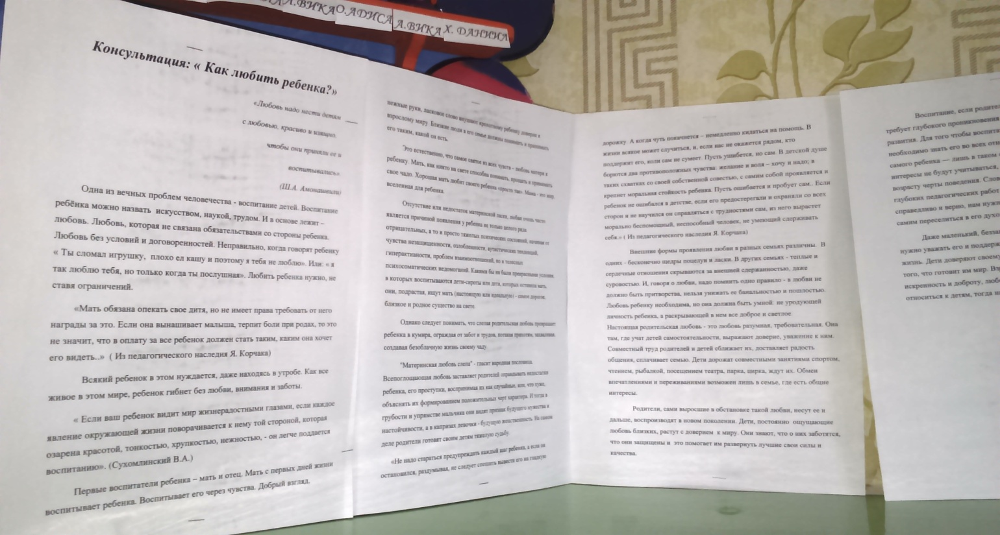 А.ВИКА
О.АДИСА
А.ВИКА
Х. ДАНИИЛ
Консультация: « Как любить ребенка?»
«Любовь надо нести детям
с любовью, красиво и изящно,
чтобы они приняли ее и
воспитывались»
(Ш.А. Амонашвили)
Одна из вечных проблем человечества - воспитание детей. Воспитание
ребёнка можно назвать искусством, наукой, трудом. И в основе лежит –
любовь. Любовь, которая не связана обязательствами со стороны ребенка.
Любовь без условий и договоренностей. Неправильно, когда говорят ребенку
« Ты сломал игрушку, плохо ел кашу и поэтому я тебя не люблю». Или: « я
так люблю тебя, но только когда ты послушная». Любить ребенка нужно, не
ставя ограничений.
«Мать обязана опекать свое дитя, но не имеет права требовать от него
награды за это. Если она вынашивает малыша, терпит боли при родах, то это
не значит, что в оплату за все ребенок должен стать таким, каким она хочет
его видеть..» ( Из педагогического наследия Я. Корчака)
Всякий ребенок в этом нуждается, даже находясь в утробе. Как все
живое в этом мире, ребенок гибнет без любви, внимания и заботы.
« Если ваш ребенок видит мир жизнерадостными глазами, если каждое
явление окружающей жизни поворачивается к нему той стороной, которая
озарена красотой, тонкостью, хрупкостью, нежностью, - он легче поддается
воспитанию». (Сухомлинский В.А.)
Первые воспитатели ребенка – мать и отец. Мать с первых дней жизни
воспитывает ребенка. Воспитывает его через чувства. Добрый взгляд,
нежные руки, ласковое слово внушают крохотному ребенку доверие к
взрослому миру. Близкие люди в его семье должны понимать и принимать
его таким, какой он есть.
Это естественно, что самое святое из всех чувств – любовь матери к
ребенку. Мать, как никто на свете способна понимать, прощать и принимать
свое чадо. Хорошая мать любит своего ребенка «просто так». Мама - это мир,
вселенная для ребенка.
Отсутствие или недостаток материнской ласки, любви очень часто
является причиной появления у ребенка не только целого ряда
отрицательных, а то и просто тяжелых психических состояний, начиная от
чувства незащищенности, озлобленности, аутистических тенденций,
гиперактивности, проблем взаимоотношений, но и телесных
психосоматических недомоганий. Какими бы ни были прекрасными условия,
в которых воспитываются дети-сироты или дети, которых оставила мать,
они, подрастая, ищут мать (настоящую или идеальную) - самое дорогое,
близкое и родное существо на свете.
Однако следует понимать, что слепая родительская любовь превращает
ребенка в кумира, ограждая от забот и трудов, потакая прихотям,
создавая безоблачную жизнь своему чаду.
"Материнская любовь слепа" - гласит народная пословица.
Всепоглощающая любовь заставляет родителей оправдывать недостатки
ребенка, его проступки, воспринимая их как случайные, или, что хуже,
объяснять их формированием положительных черт характера. И тогда в
грубости и упрямстве мальчика они видят признаки будущего мужества и
настойчивости, а в капризах девочки - будущую женственность. На самом
деле родители готовят своим детям тяжелую судьбу.
«Не надо стараться предупреждать каждый шаг ребенка, а если он
остановился, раздумывая, не следует спешить вывести его на гладкую
дорожку. А когда чуть покачнется – немедленно кидаться на помощь. В
жизни всякое может случиться, и, если нас не окажется рядом, кто
поддержит его, коли сам не сумеет. Пусть ушибется, но сам. В детской душе
борются два противоположных чувства: желание и воля – хочу и надо; в
таких схватках со своей собственной совестью, с самим собой проявляется и
крепнет моральная стойкость ребенка. Пусть ошибается и пробует сам.. Если
ребенок не ошибался в детстве, если его предостерегали и охраняли со всех
сторон и не научился он справляться с трудностями сам, из него вырастет
морально беспомощный, неспособный человек, не умеющий сдерживать
себя.» ( Из педагогического наследия Я. Корчака)
Внешние формы проявления любви в разных семьях различны. В
одних - бесконечно щедры поцелуи и ласки. В других семьях - теплые и
сердечные отношения скрываются за внешней сдержанностью, даже
суровостью. И, говоря о любви, надо помнить одно правило - в любви не
должно быть притворства, нельзя унижать ее банальностью и пошлостью.
Любовь ребенку необходима, но она должна быть умной: не уродующей
личность ребенка, а раскрывающей в нем все доброе и светлое.
Настоящая родительская любовь - это любовь разумная, требовательная. Она
там, где учат детей самостоятельности, выражают доверие, уважение к ним.
Совместный труд родителей и детей сближает их, доставляет радость
общения, сплачивает семью. Дети дорожат совместными занятиями спортом,
чтением, рыбалкой, посещением театра, парка, цирка, ждут их. Обмен
впечатлениями и переживаниями возможен лишь в семье, где есть общие
интересы.
Родители, сами выросшие в обстановке такой любви, несут ее и
дальше, воспроизводят в новом поколении. Дети, постоянно ощущающие
любовь близких, растут с доверием к миру. Они знают, что о них заботятся,
что они защищены и это помогает им развернуть лучшие свои силы и
качества.
Воспитание, если родител
требует глубокого проникновения
развития. Для того чтобы воспита
необходимо знать его во всех отн
самого ребенка — лишь в таком
интересы не будут учитываться,
возрасту черты поведения. Слов
глубоких педагогических работ
справедливо и верно, нам нужн
самим переселиться в его духо
Даже маленький, безза
нужно уважать его и поддерж
жизнь. Дети доверяют своему
того, что готовит им мир. Вз
искренность и доброту, любо
относиться к детям, тогда н